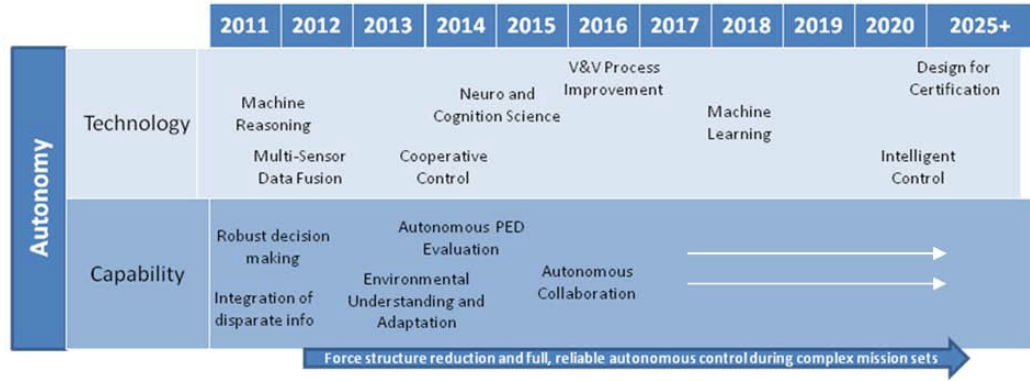 2011 2012 2013 2014 2015 2016 2017 2018 2019 2020 2025+
Autonomy
Technology
Machine
Reasoning
Multi-Sensor
Data Fusion
Neuro and
Cognition Science
Cooperative
Control
V&V Process
Improvement
Machine
Learning
Design for
Certification
Intelligent
Control
Capability
Robust decision
making
Integration of
disparate info
Autonomous PED
Evaluation
Environmental
Understanding and
Adaptation
Autonomous
Collaboration
Force structure reduction and full, reliable autonomous control during complex mission sets